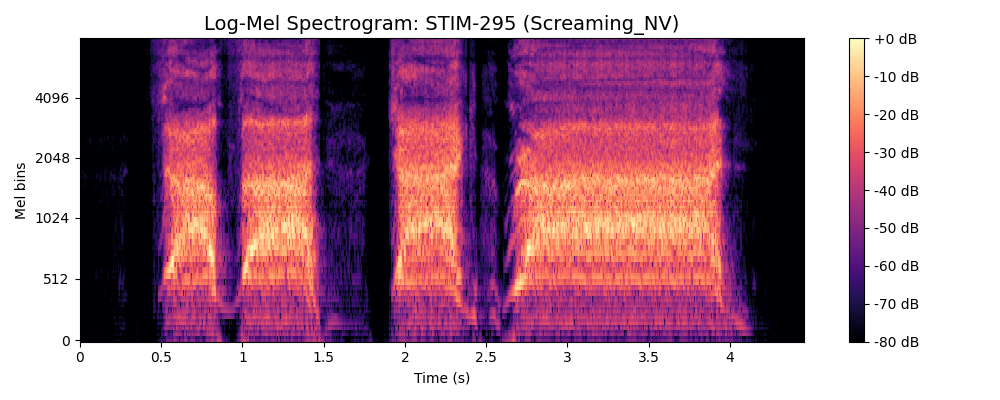 Log-Mel Spectrogram: STIM-295 (Screaming_NV)
Mel bins
4096
2048
1024
512
0
0
0.5
1
1.5
2
2.5
3
3.5
4
Time (s)
+0 dB
-10 dB
-20 dB
-30 dB
-40 dB
-50 dB
-60 dB
-70 dB
-80 dB